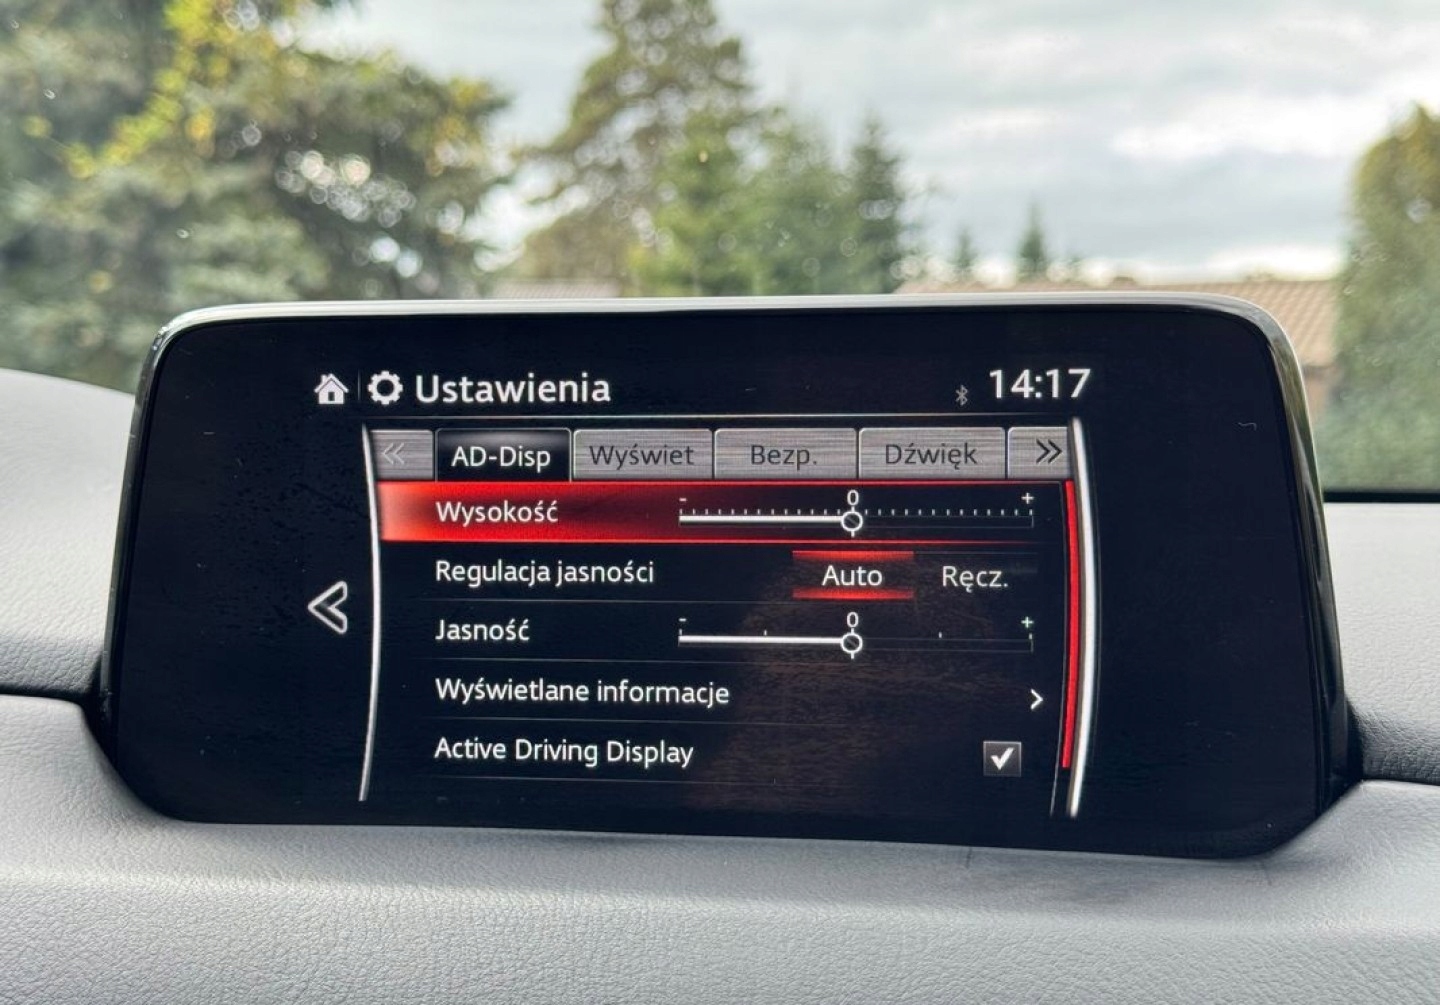 Ustawienia 14:17
AD-Disp Wyświet Bezp. Dźwięk
Wysokość - 0 +
Regulacja jasności Auto Ręcz.
Jasność - 0 +
Wyświetlane informacje
Active Driving Display